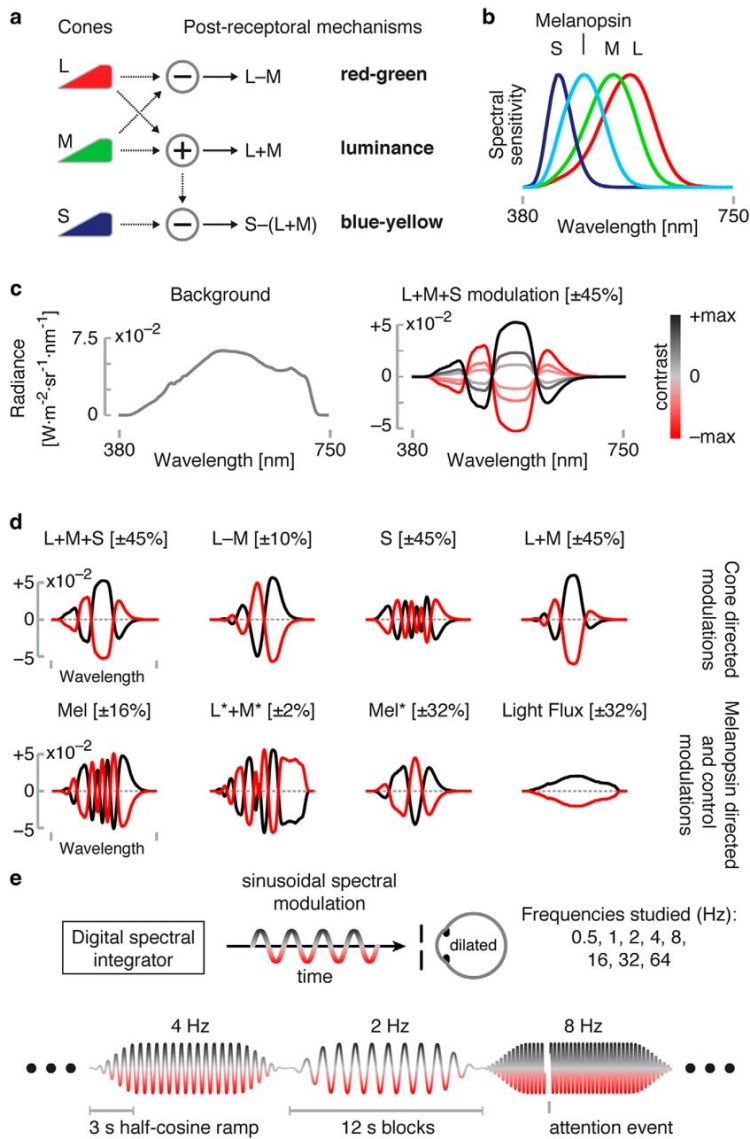 a
Cones
Post-receptoral mechanisms
L
−
L–M
red-green
M
+
L+M
luminance
S
−
S–(L+M)
blue-yellow
b
Melanopsin
S M L
Spectral
sensitivity
380
750
Wavelength [nm]
c
Background
7.5
x10⁻²
0
Radiance
[W·m⁻²·sr⁻¹·nm⁻¹]
380
750
Wavelength [nm]
L+M+S modulation [±45%]
+5
x10⁻²
0
−5
380
750
Wavelength [nm]
contrast
+max
0
–max
d
L+M+S [±45%]
L–M [±10%]
S [±45%]
L+M [±45%]
+5
x10⁻²
0
−5
Wavelength
Cone directed
modulations
Mel [±16%]
L*+M* [±2%]
Mel* [±32%]
Light Flux [±32%]
+5
x10⁻²
0
−5
Wavelength
Melanopsin directed
and control
modulations
e
Digital spectral
integrator
sinusoidal spectral
modulation
time
dilated
Frequencies studied (Hz):
0.5, 1, 2, 4, 8,
16, 32, 64
4 Hz
2 Hz
8 Hz
3 s half-cosine ramp
12 s blocks
attention event